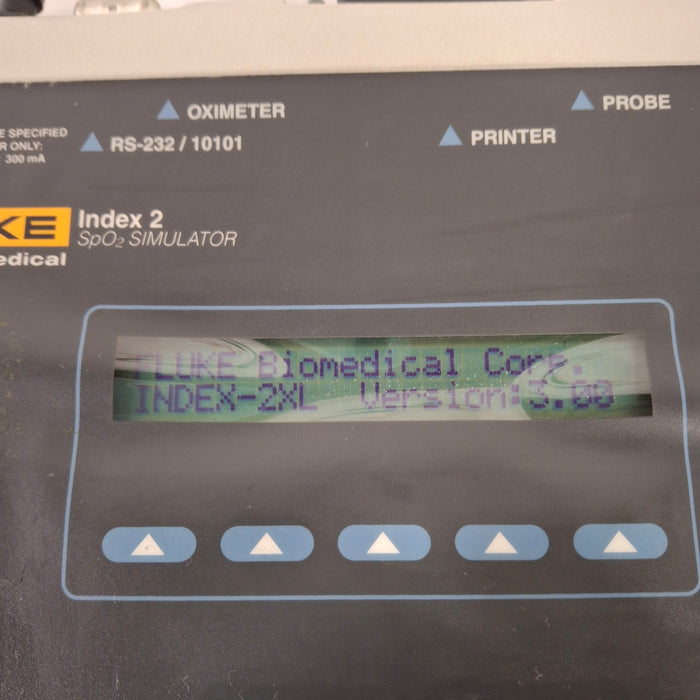 OXIMETER
PROBE
E SPECIFIED
RS-232 / 10101
PRINTER
R ONLY:
300 mA
KE
Index 2
SpO₂ SIMULATOR
edical
FLUKE Biomedical Corp.
INDEX-2XL Version:3.00